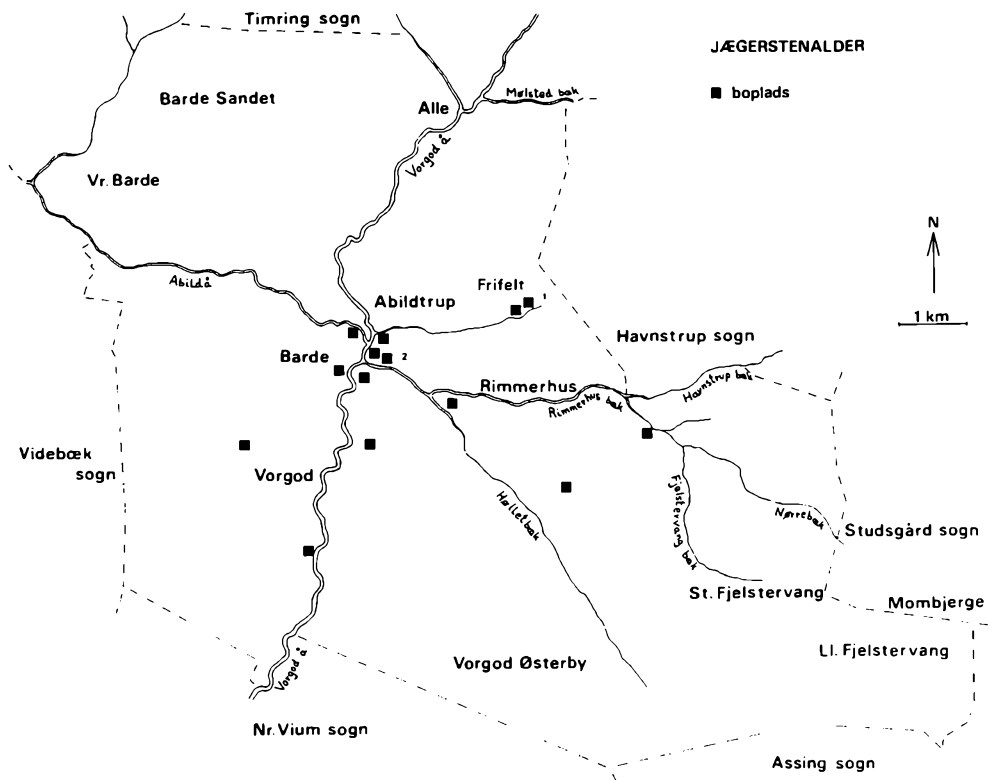 Timring sogn
JÆGERSTENALDER
boplads
Barde Sandet
Alle
Mølsted bæk
Vorgod å
Vr. Barde
N
Abildå
Frifelt
1
Abildtrup
1 km
Havnstrup sogn
Barde
2
Rimmerhus
Havnstrup bæk
Rimmerhus bæk
Videbæk
sogn
Vorgod
Hølletbæk
Fjelstervang bæk
Nørrebæk
Studsgård sogn
St. Fjelstervang
Mombjerge
Vorgod Østerby
Ll. Fjelstervang
Vorgod å
Nr. Vium sogn
Assing sogn